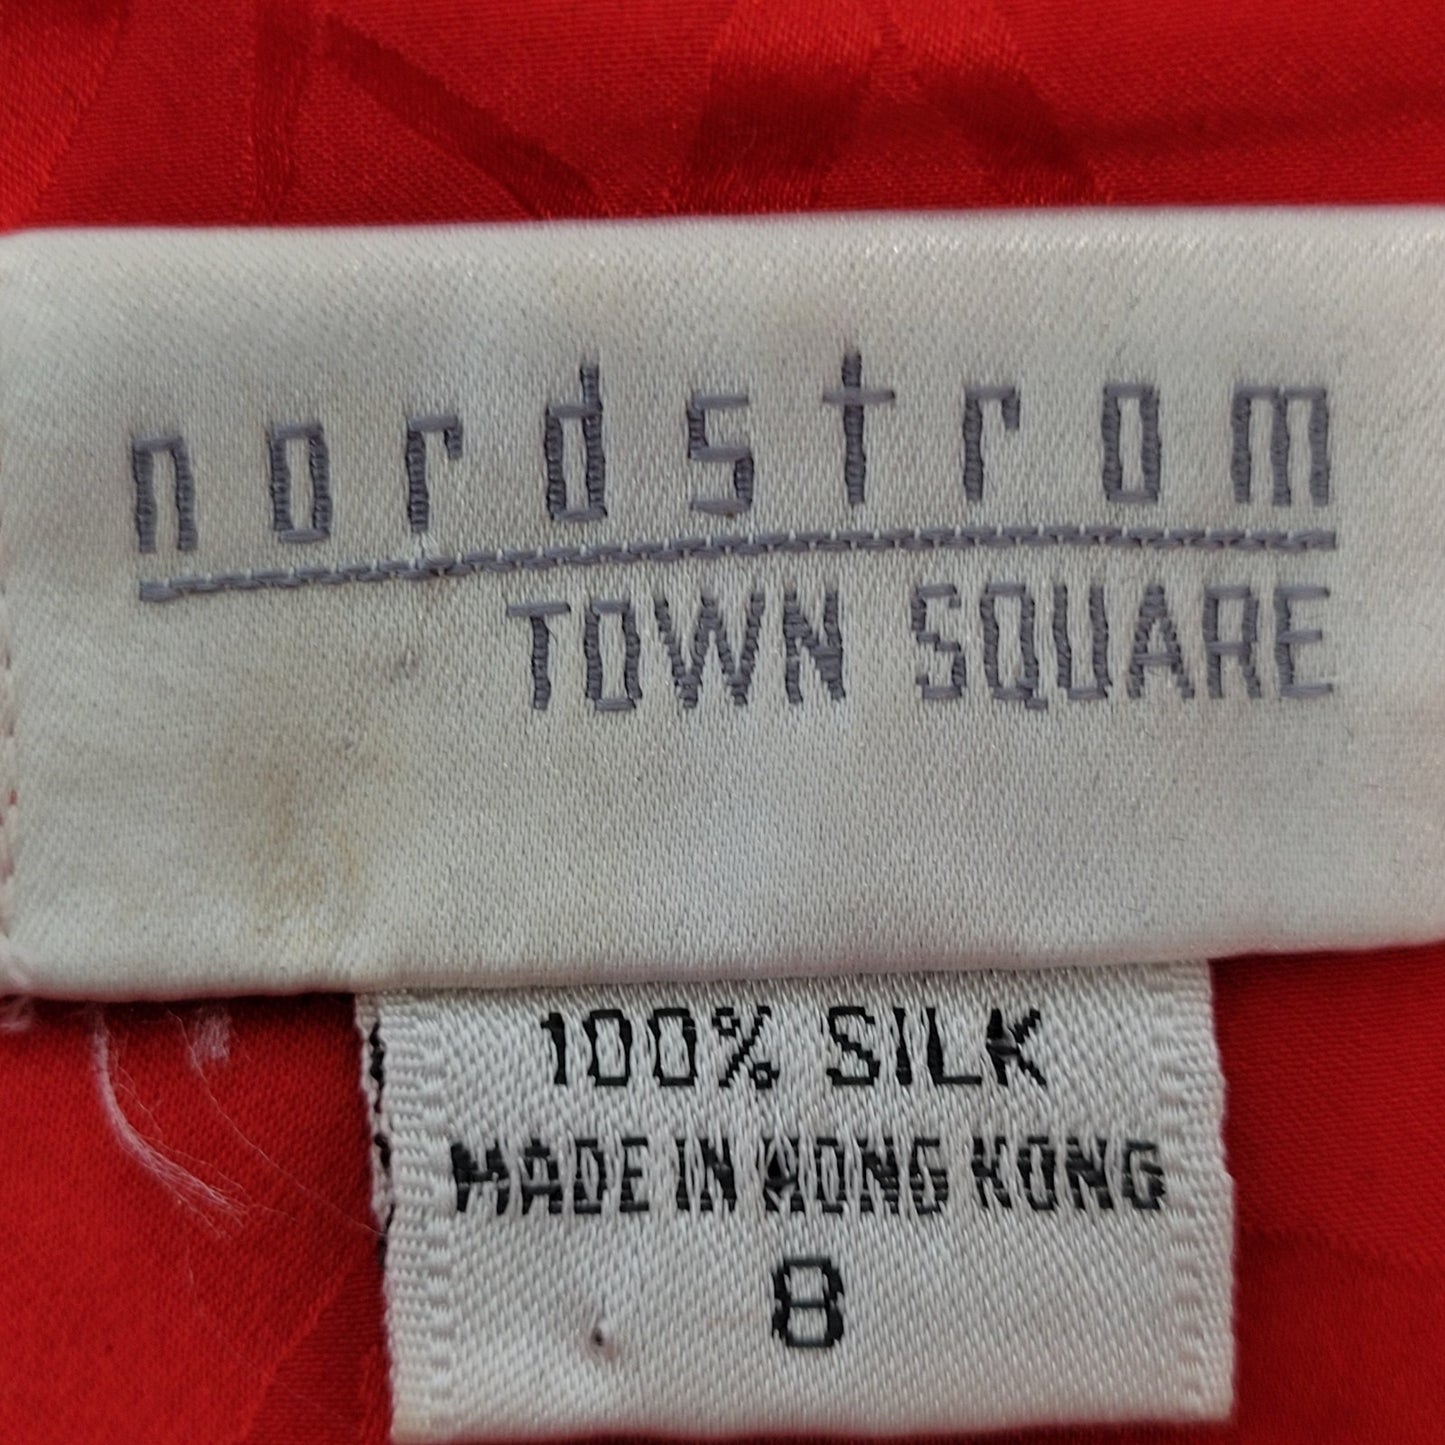 nordstrom
TOWN SQUARE
100% SILK
MADE IN HONG KONG
8